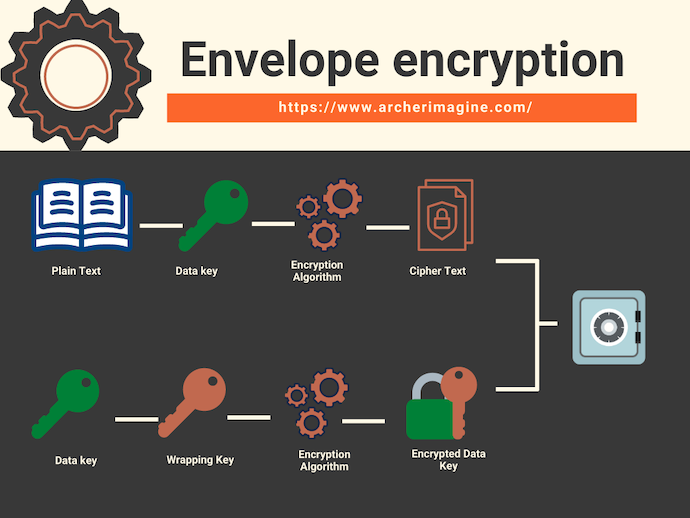 Envelope encryption
https://www.archerimagine.com/
Plain Text
Data key
Encryption
Algorithm
Cipher Text
Data key
Wrapping Key
Encryption
Algorithm
Encrypted Data
Key